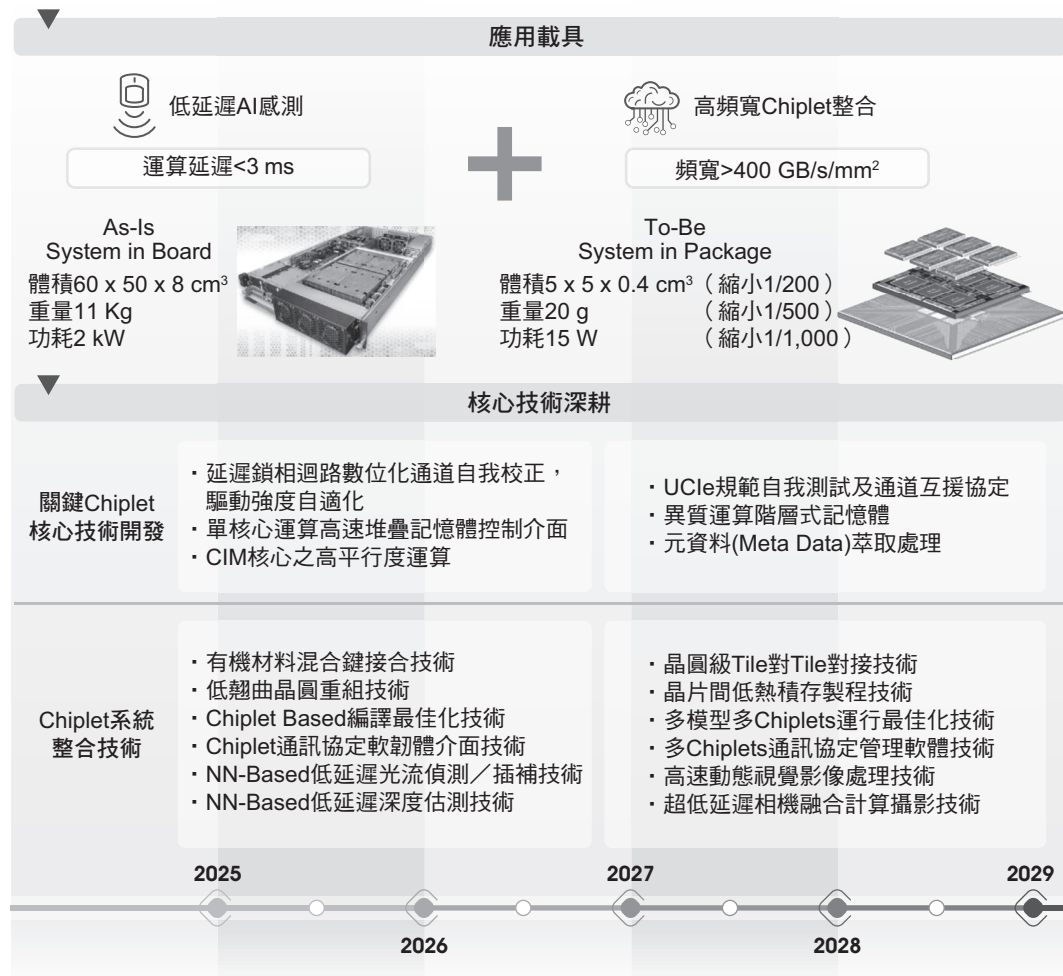 應用載具
低延遲AI感測
運算延遲<3 ms
高頻寬Chiplet整合
頻寬>400 GB/s/mm²
As-Is
System in Board
體積60 x 50 x 8 cm³
重量11 Kg
功耗2 kW
To-Be
System in Package
體積5 x 5 x 0.4 cm³（縮小1/200）
重量20 g （縮小1/500）
功耗15 W （縮小1/1,000）
核心技術深耕
關鍵Chiplet
核心技術開發
・延遲鎖相迴路數位化通道自我校正，
驅動強度自適化
・單核心運算高速堆疊記憶體控制介面
・CIM核心之高平行度運算
・UCIe規範自我測試及通道互援協定
・異質運算階層式記憶體
・元資料(Meta Data)萃取處理
Chiplet系統
整合技術
・有機材料混合鍵接合技術
・低翹曲晶圓重組技術
・Chiplet Based編譯最佳化技術
・Chiplet通訊協定軟韌體介面技術
・NN-Based低延遲光流偵測／插補技術
・NN-Based低延遲深度估測技術
・晶圓級Tile對Tile對接技術
・晶片間低熱積存製程技術
・多模型多Chiplets運行最佳化技術
・多Chiplets通訊協定管理軟體技術
・高速動態視覺影像處理技術
・超低延遲相機融合計算攝影技術
2025
2026
2027
2028
2029